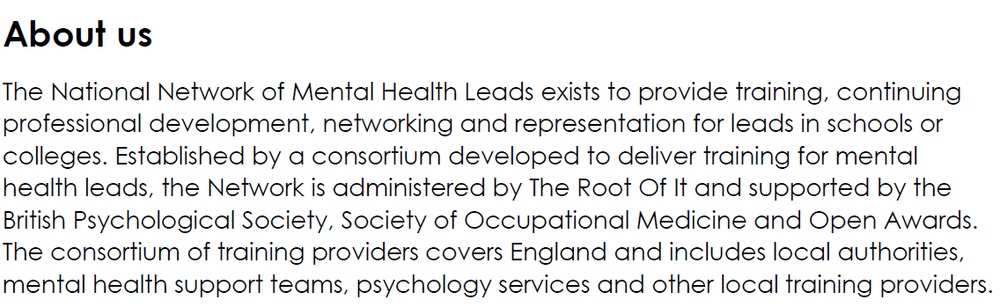 About us
The National Network of Mental Health Leads exists to provide training, continuing
professional development, networking and representation for leads in schools or
colleges. Established by a consortium developed to deliver training for mental
health leads, the Network is administered by The Root Of It and supported by the
British Psychological Society, Society of Occupational Medicine and Open Awards.
The consortium of training providers covers England and includes local authorities,
mental health support teams, psychology services and other local training providers.